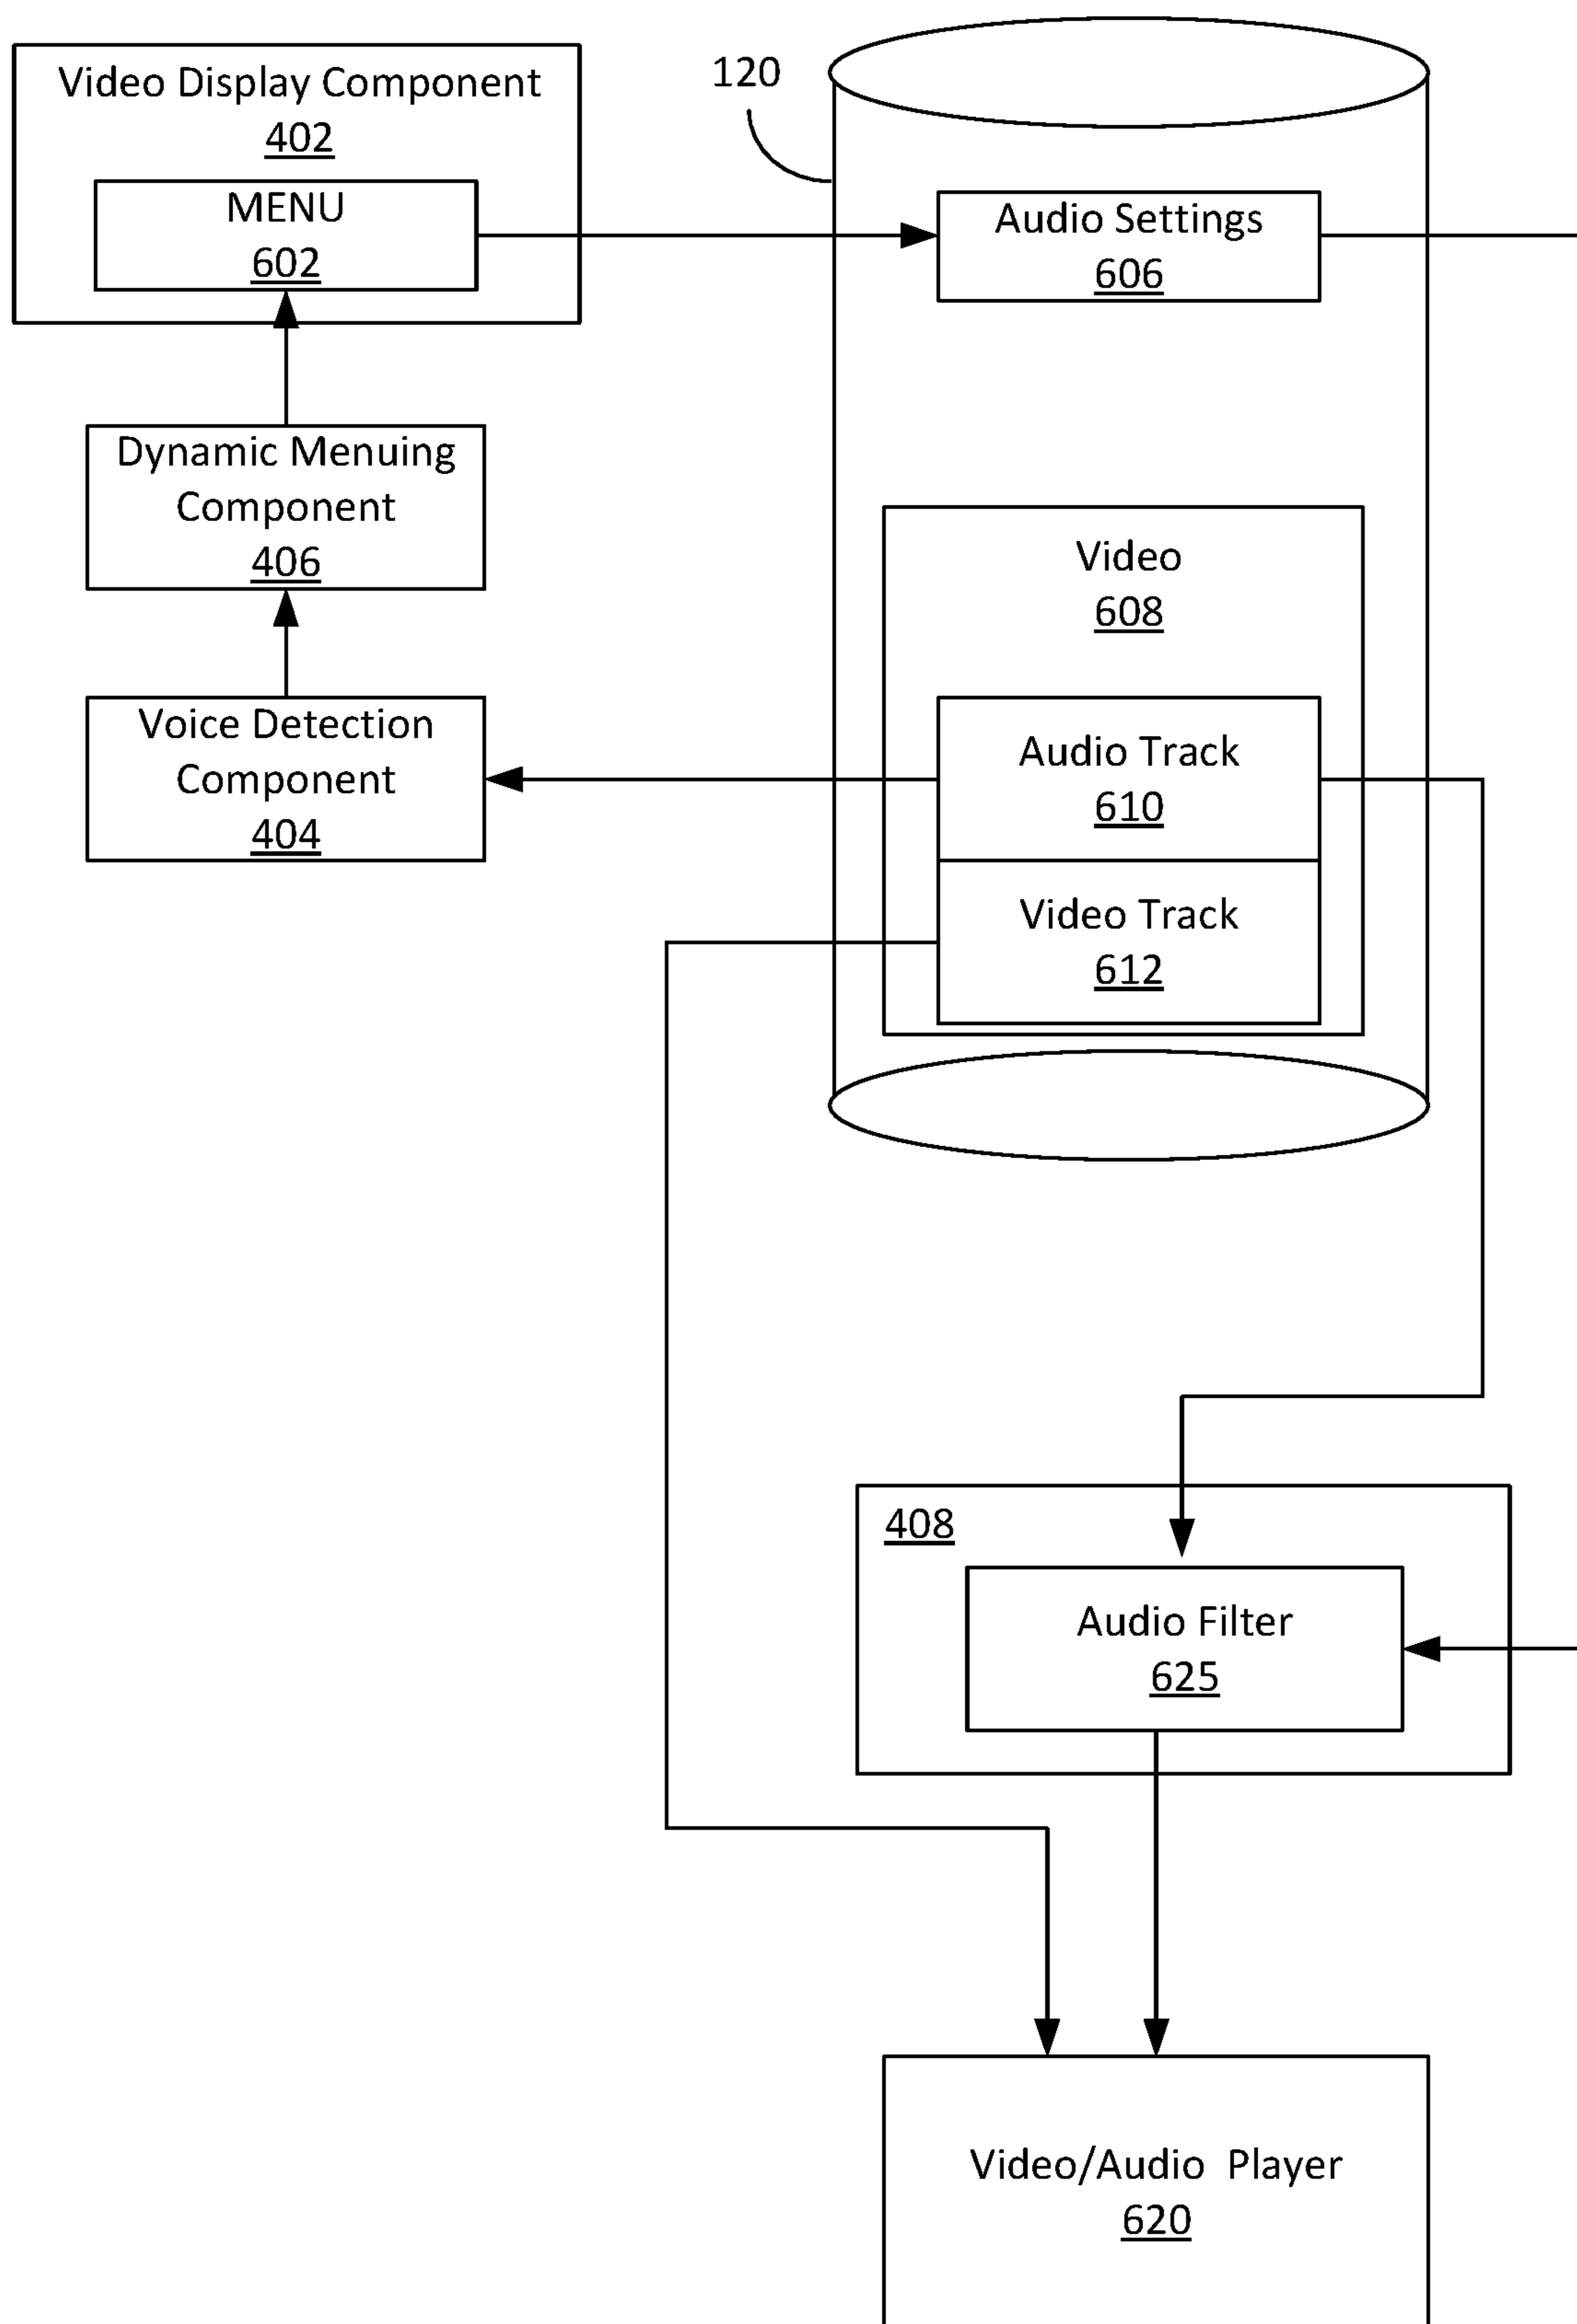 Video Display Component
402
MENU
602
120
Audio Settings
606
Dynamic Menuing
Component
406
Video
608
Voice Detection
Component
404
Audio Track
610
Video Track
612
408
Audio Filter
625
Video/Audio Player
620